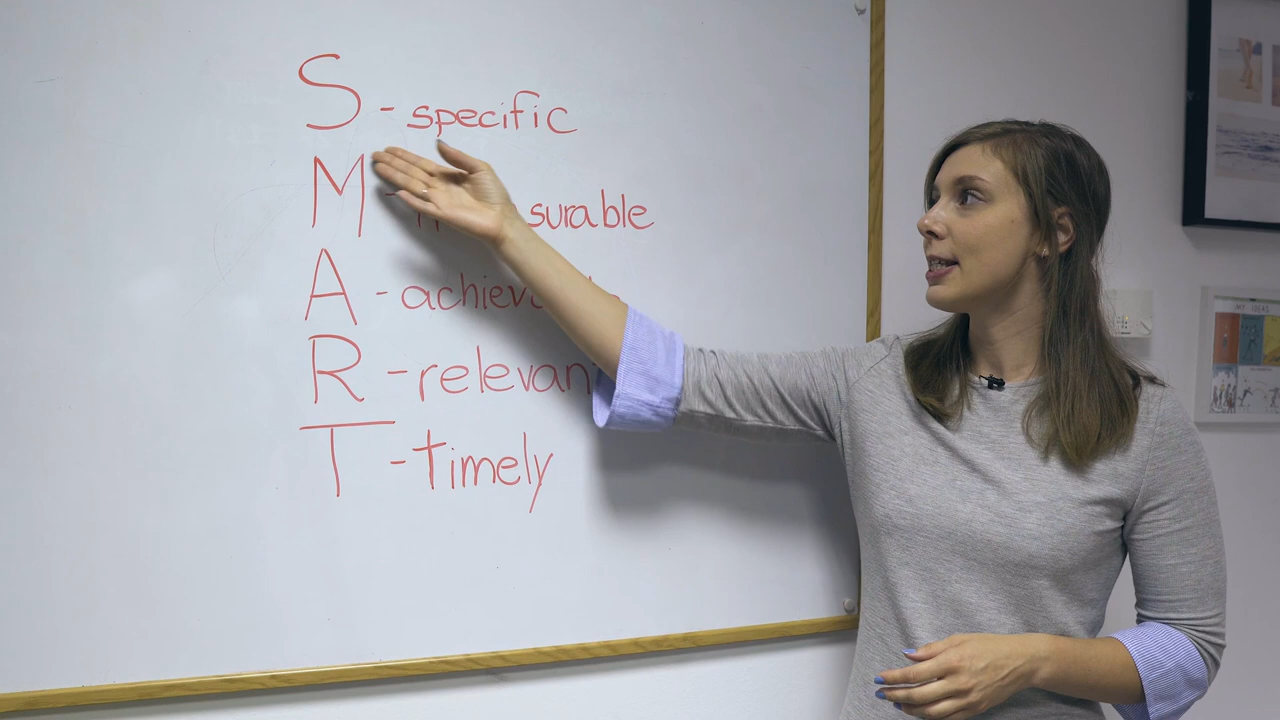 S - specific
M - surable
A - achiev
R - relevan
T - timely